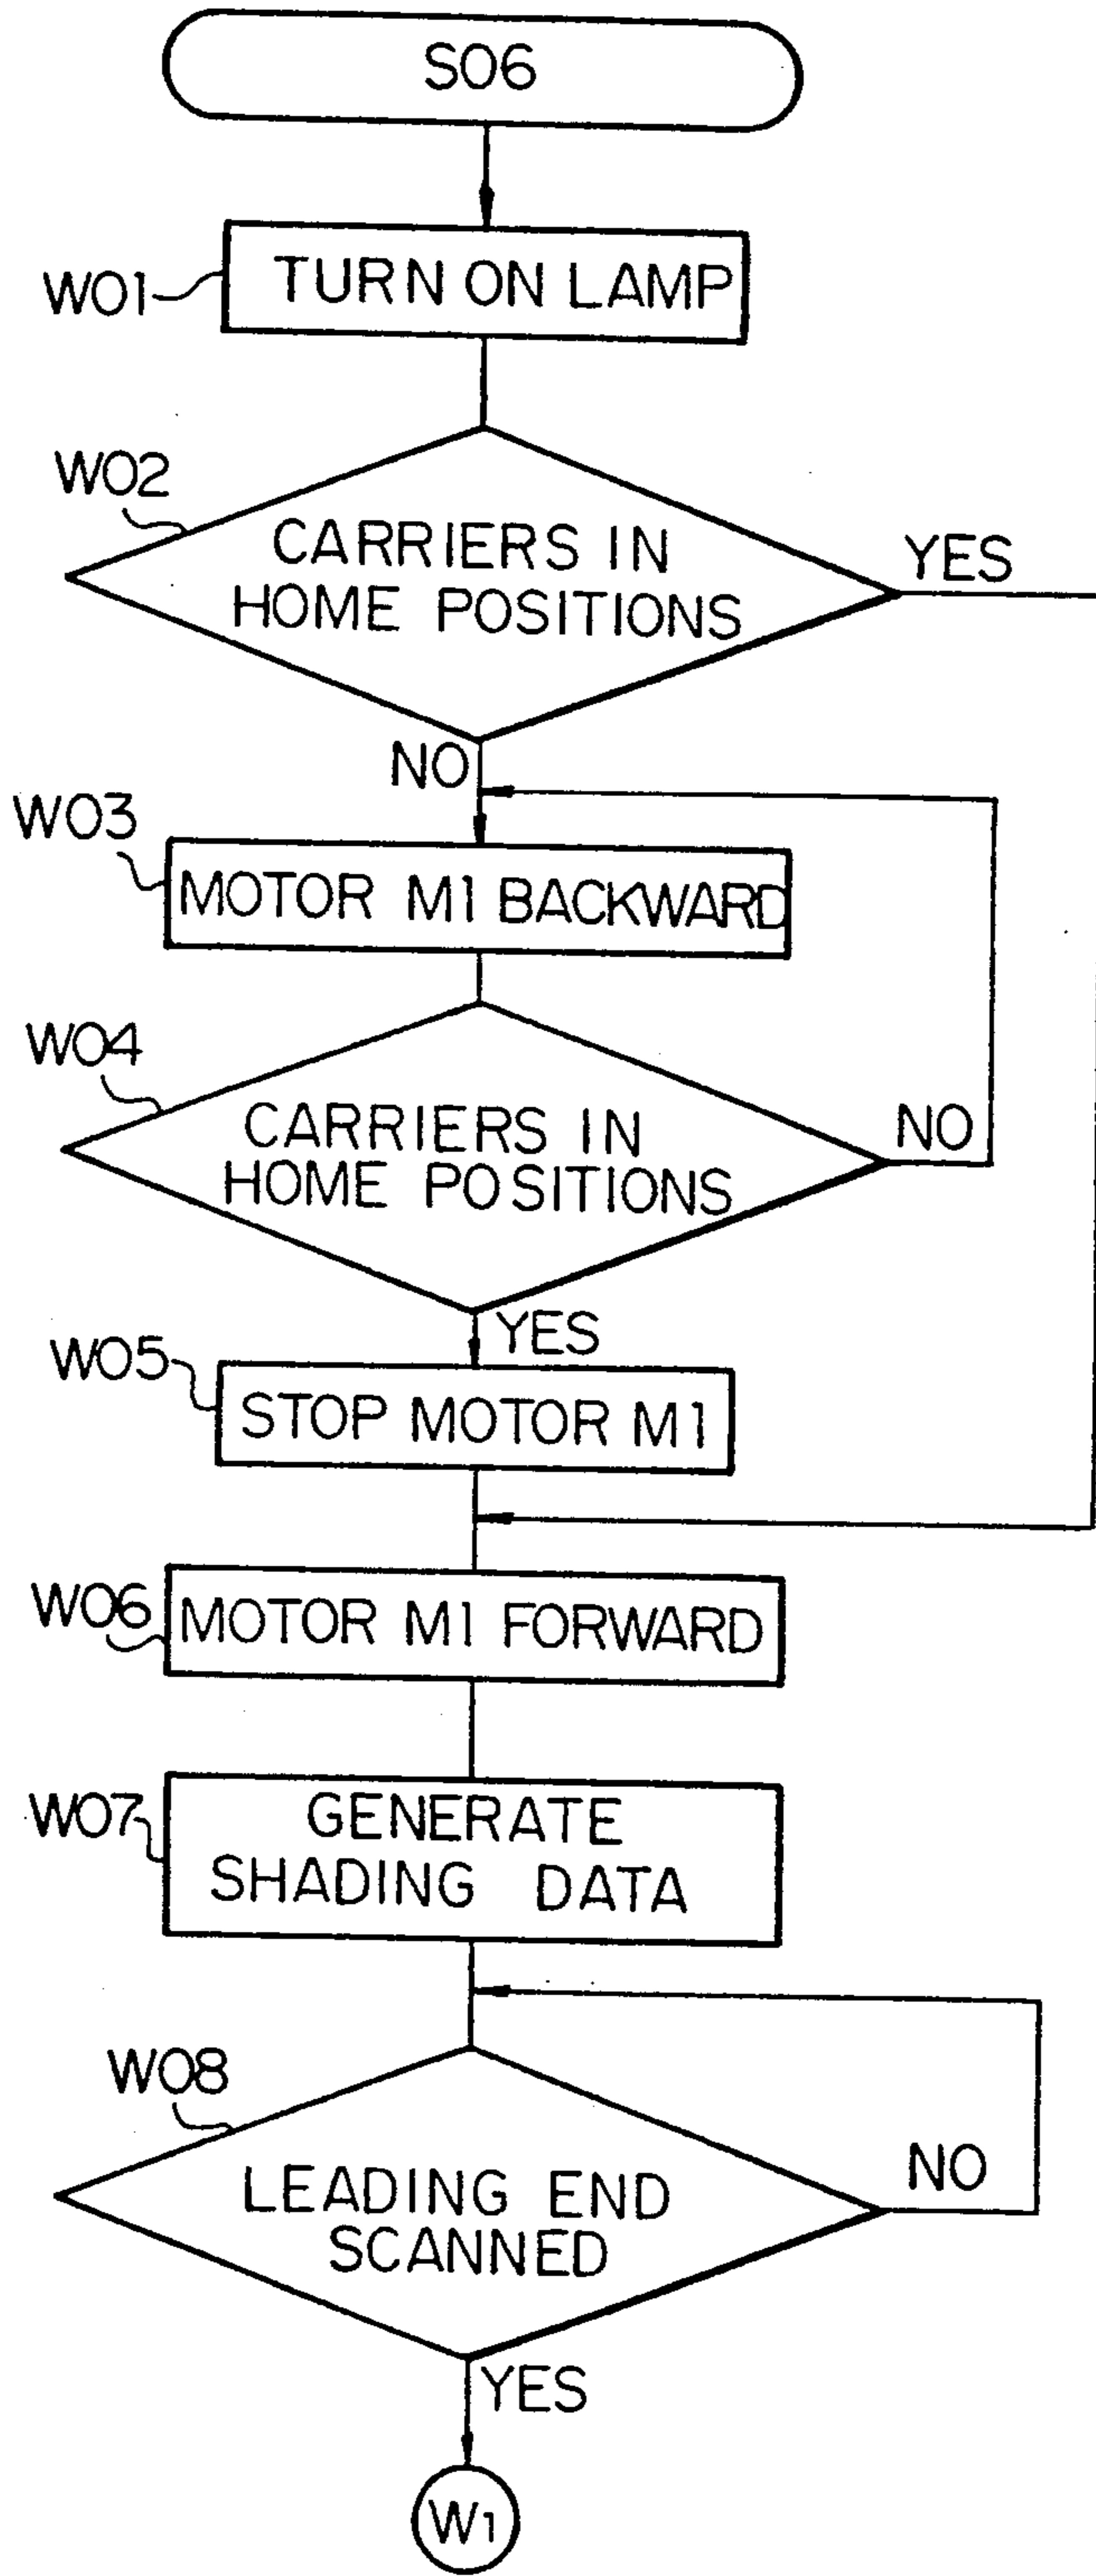 S06
W01
TURN ON LAMP
W02
CARRIERS IN
HOME POSITIONS
YES
NO
W03
MOTOR M1 BACKWARD
W04
CARRIERS IN
HOME POSITIONS
NO
YES
W05
STOP MOTOR M1
W06
MOTOR M1 FORWARD
W07
GENERATE
SHADING DATA
W08
LEADING END
SCANNED
NO
YES
W1